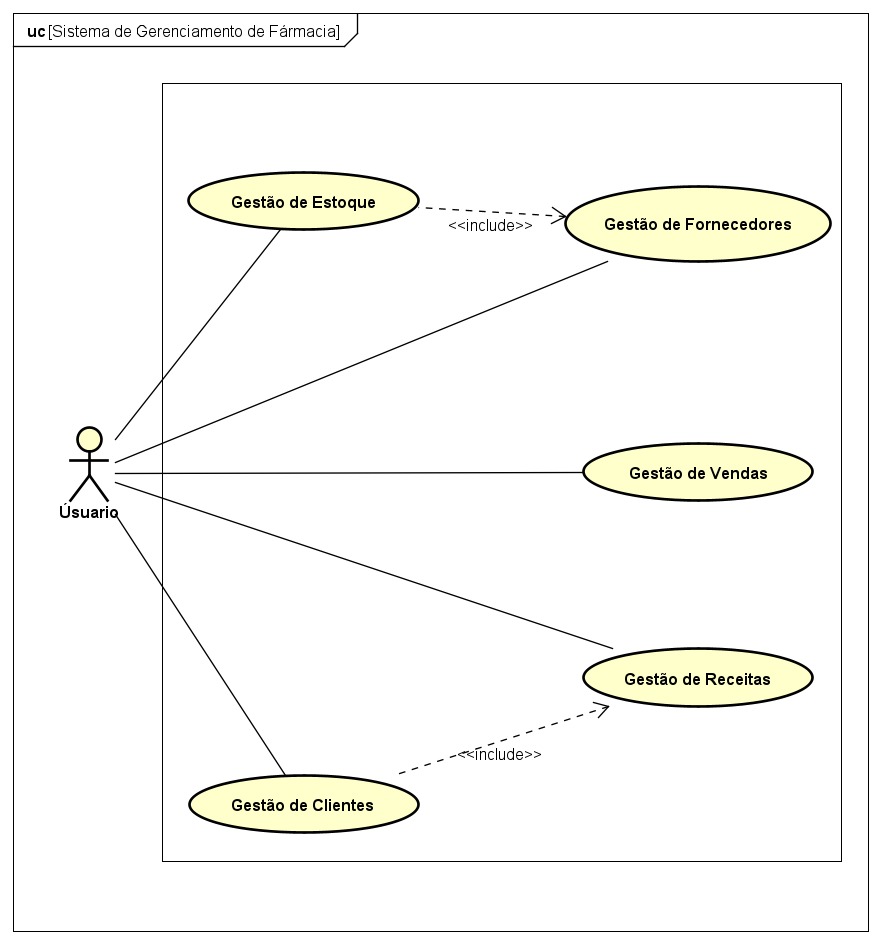 uc [Sistema de Gerenciamento de Fármacia]
Gestão de Estoque
<<include>>
Gestão de Fornecedores
Gestão de Vendas
Úsuario
Gestão de Receitas
<<include>>
Gestão de Clientes